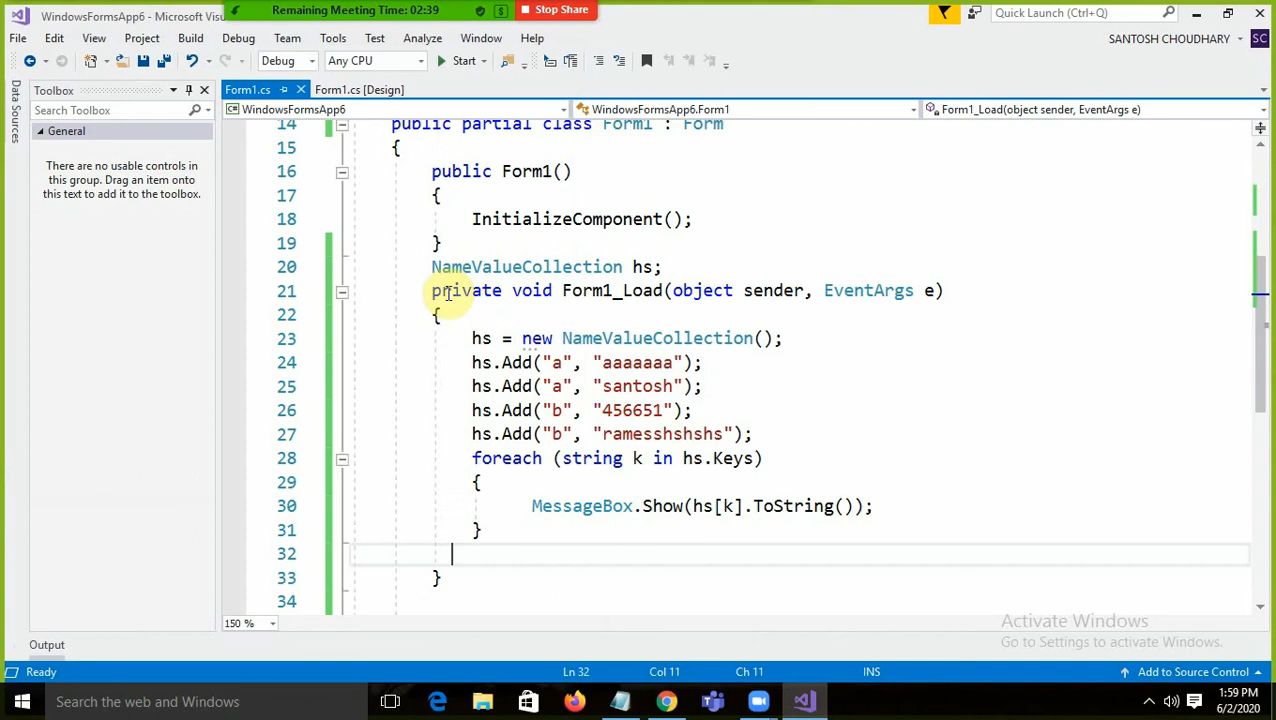 Remaining Meeting Time: 02:39
Stop Share
WindowsFormsApp6 - Microsoft Visu
Quick Launch (Ctrl+Q)
File Edit View Project Build Debug Team Tools Test Analyze Window Help
SANTOSH CHOUDHARY SC
Debug Any CPU Start
Data Sources
Toolbox
Form1.cs
Form1.cs [Design]
Search Toolbox
WindowsFormsApp6
WindowsFormsApp6.Form1
Form1_Load(object sender, EventArgs e)
General
There are no usable controls in this group. Drag an item onto this text to add it to the toolbox.
14 public partial class Form1 : Form
15 {
16 public Form1()
17 {
18 InitializeComponent();
19 }
20 NameValueCollection hs;
21 private void Form1_Load(object sender, EventArgs e)
22 {
23 hs = new NameValueCollection();
24 hs.Add("a", "aaaaaaa");
25 hs.Add("a", "santosh");
26 hs.Add("b", "456651");
27 hs.Add("b", "ramesshshshs");
28 foreach (string k in hs.Keys)
29 {
30 MessageBox.Show(hs[k].ToString());
31 }
32
33 }
34
150 %
Activate Windows
Go to Settings to activate Windows.
Output
Ready
Ln 32
Col 11
Ch 11
INS
Add to Source Control
Search the web and Windows
1:59 PM
6/2/2020